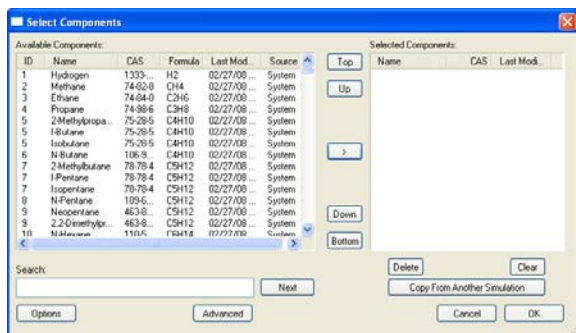 Select Components
Available Components:
Selected Components:
ID Name CAS Formula Last Mod... Source
1 Hydrogen 1333-... H2 02/27/08 ... System
2 Methane 74-82-8 CH4 02/27/08 ... System
3 Ethane 74-84-0 C2H6 02/27/08 ... System
4 Propane 74-98-6 C3H8 02/27/08 ... System
5 2-Methylpropa... 75-28-5 C4H10 02/27/08 ... System
5 I-Butane 75-28-5 C4H10 02/27/08 ... System
5 Isobutane 75-28-5 C4H10 02/27/08 ... System
6 N-Butane 106-9... C4H10 02/27/08 ... System
7 2-Methylbutane 78-78-4 C5H12 02/27/08 ... System
7 I-Pentane 78-78-4 C5H12 02/27/08 ... System
7 Isopentane 78-78-4 C5H12 02/27/08 ... System
8 N-Pentane 109-6... C5H12 02/27/08 ... System
9 Neopentane 463-8... C5H12 02/27/08 ... System
9 2,2-Dimethylpr... 463-8... C5H12 02/27/08 ... System
10 N-Hexane 110-5... C6H14 02/27/08 ... System
Top
Up
>
Down
Bottom
Name CAS Last Modi...
Search:
Next
Options
Advanced
Delete
Clear
Copy From Another Simulation
Cancel
OK